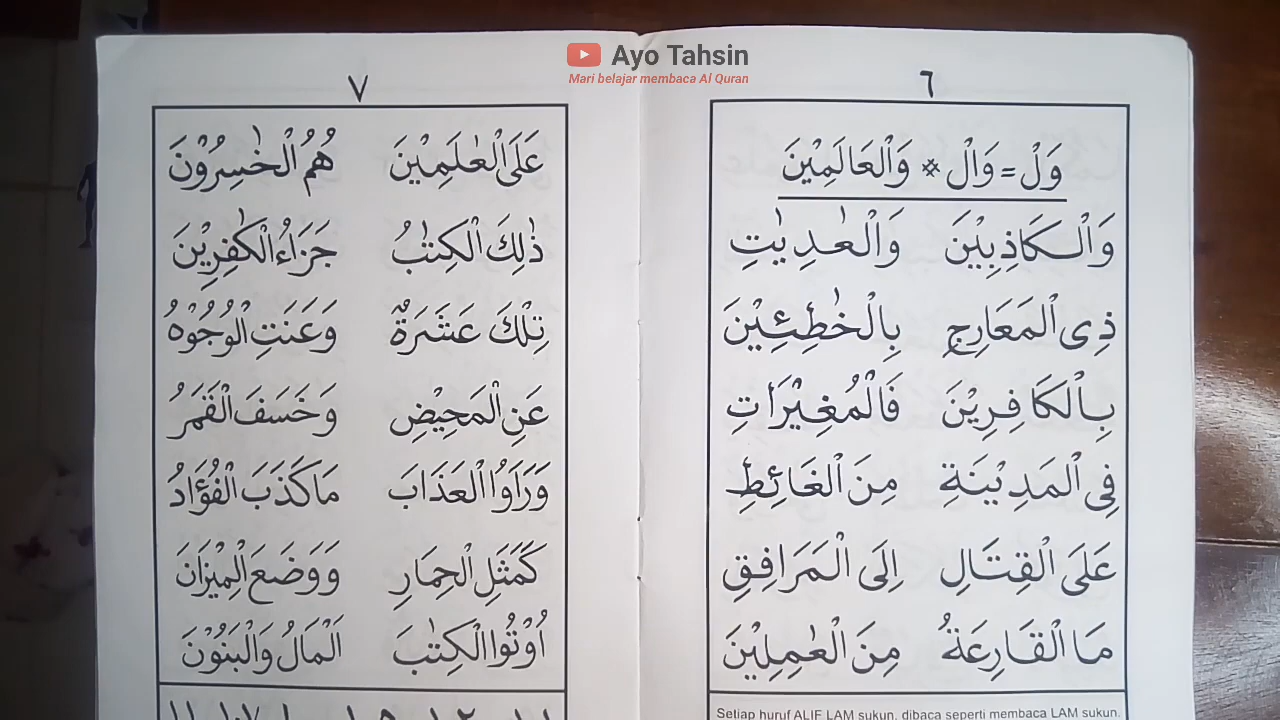 Ayo Tahsin
Mari belajar membaca Al Quran
٦
وَلْ = وَالْ * وَالْعَالَمِيْنَ
وَالْكَاذِبِيْنَ وَالْعٰدِيٰتِ
ذِى الْمَعَارِجِ بِالْخٰطِئِيْنَ
بِالْكَافِرِيْنَ فَالْمُغِيْرَاتِ
فِى الْمَدِيْنَةِ مِنَ الْغَائِطِ
عَلَى الْقِتَالِ اِلَى الْمَرَافِقِ
مَا الْقَارِعَةُ مِنَ الْعٰمِلِيْنَ
Setiap huruf ALIF LAM sukun, dibaca seperti membaca LAM sukun.
٧
عَلَى الْعٰلَمِيْنَ هُمُ الْخٰسِرُوْنَ
ذٰلِكَ الْكِتٰبُ جَزَاءُ الْكٰفِرِيْنَ
تِلْكَ عَشَرَةٌ وَعَنَتِ الْوُجُوْهُ
عَنِ الْمَحِيْضِ وَخَسَفَ الْقَمَرُ
وَرَاَوُا الْعَذَابَ مَا كَذَبَ الْفُؤَادُ
كَمَثَلِ الْحِمَارِ وَوَضَعَ الْمِيْزَانَ
اُوْتُوا الْكِتٰبَ اَلْمَالُ وَالْبَنُوْنَ